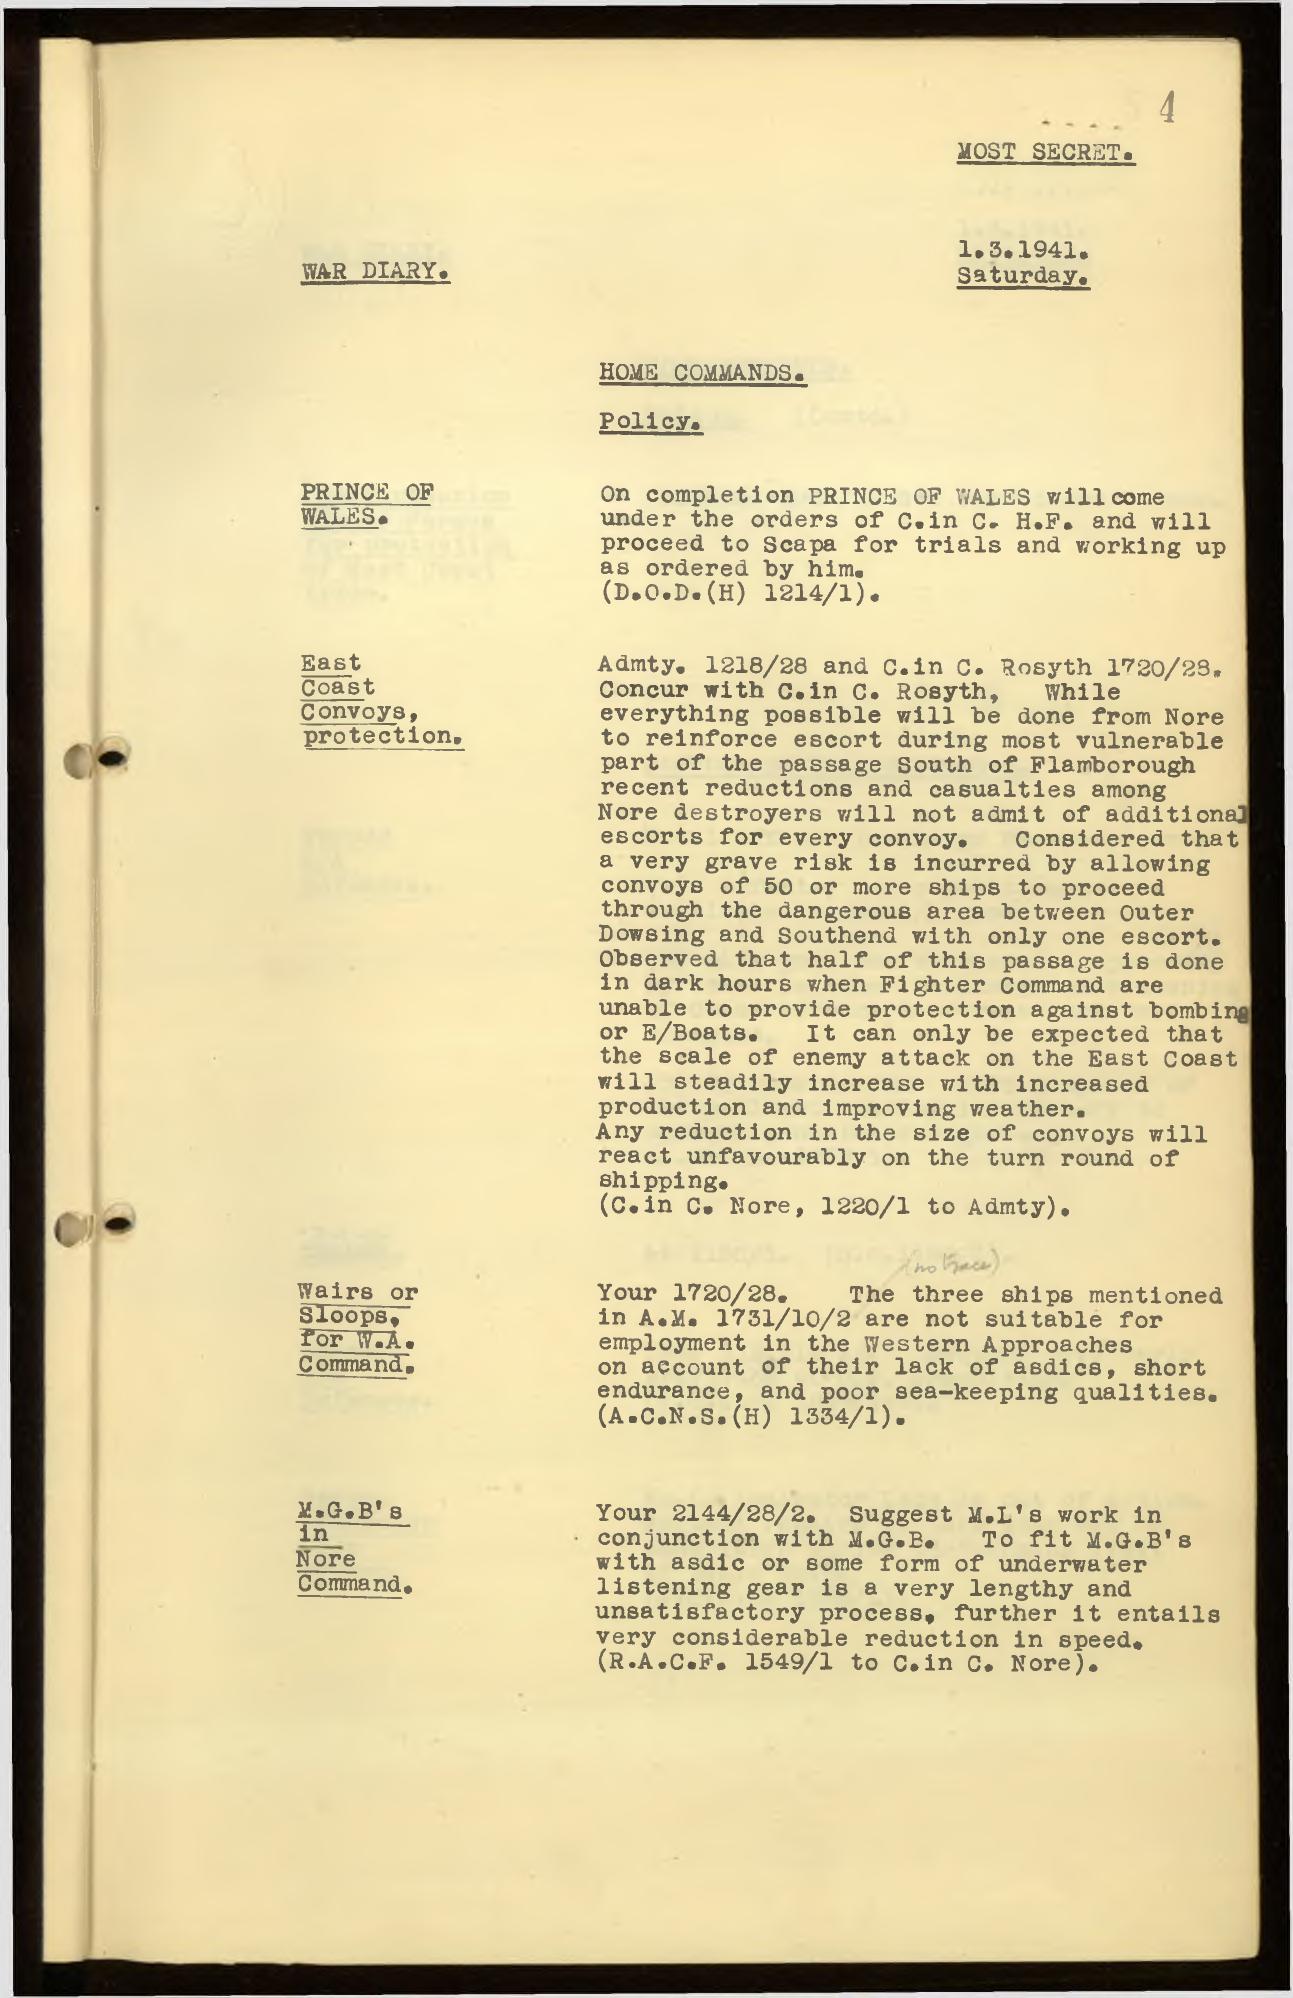 4
MOST SECRET.
1.3.1941.
Saturday.
WAR DIARY.
HOME COMMANDS.
Policy.
PRINCE OF
WALES.
On completion PRINCE OF WALES will come
under the orders of C.in C. H.F. and will
proceed to Scapa for trials and working up
as ordered by him.
(D.O.D.(H) 1214/1).
East
Coast
Convoys,
protection.
Admty. 1218/28 and C.in C. Rosyth 1720/28.
Concur with C.in C. Rosyth, While
everything possible will be done from Nore
to reinforce escort during most vulnerable
part of the passage South of Flamborough
recent reductions and casualties among
Nore destroyers will not admit of additional
escorts for every convoy. Considered that
a very grave risk is incurred by allowing
convoys of 50 or more ships to proceed
through the dangerous area between Outer
Dowsing and Southend with only one escort.
Observed that half of this passage is done
in dark hours when Fighter Command are
unable to provide protection against bombing
or E/Boats. It can only be expected that
the scale of enemy attack on the East Coast
will steadily increase with increased
production and improving weather.
Any reduction in the size of convoys will
react unfavourably on the turn round of
shipping.
(C.in C. Nore, 1220/1 to Admty).
Wairs or
Sloops,
for W.A.
Command.
(no trace)
Your 1720/28. The three ships mentioned
in A.M. 1731/10/2 are not suitable for
employment in the Western Approaches
on account of their lack of asdics, short
endurance, and poor sea-keeping qualities.
(A.C.N.S.(H) 1334/1).
M.G.B's
in
Nore
Command.
Your 2144/28/2. Suggest M.L's work in
conjunction with M.G.B. To fit M.G.B's
with asdic or some form of underwater
listening gear is a very lengthy and
unsatisfactory process, further it entails
very considerable reduction in speed.
(R.A.C.F. 1549/1 to C.in C. Nore).